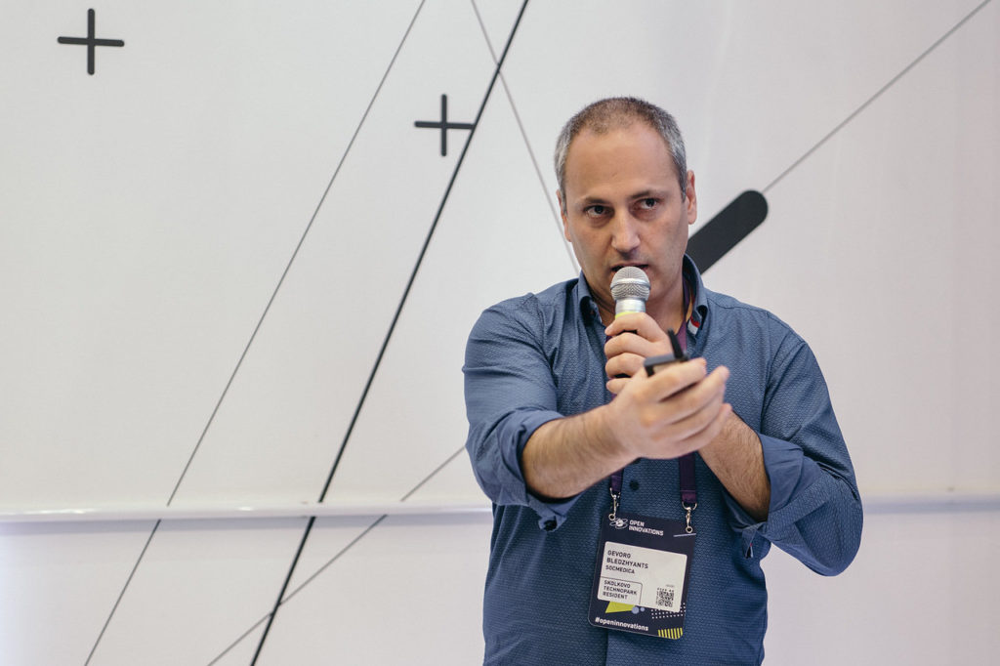 OPEN
INNOVATIONS
GEVORG
BLEDZHYANTS
SOCMEDICA
SKOLKOVO
TECHNOPARK
RESIDENT
#openinnovations